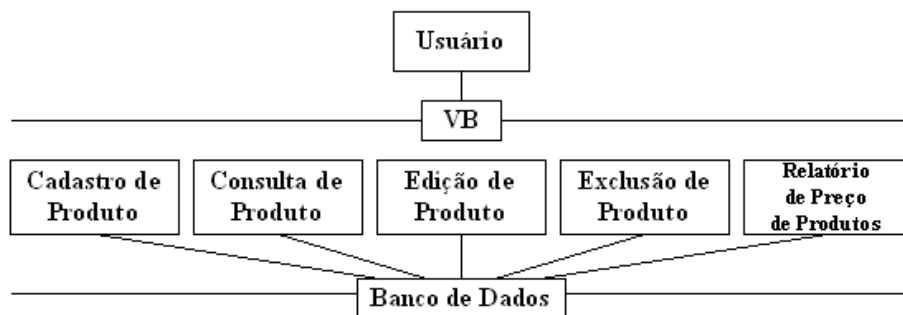 Usuário
VB
Cadastro de
Produto
Consulta de
Produto
Edição de
Produto
Exclusão de
Produto
Relatório
de Preço
de Produtos
Banco de Dados